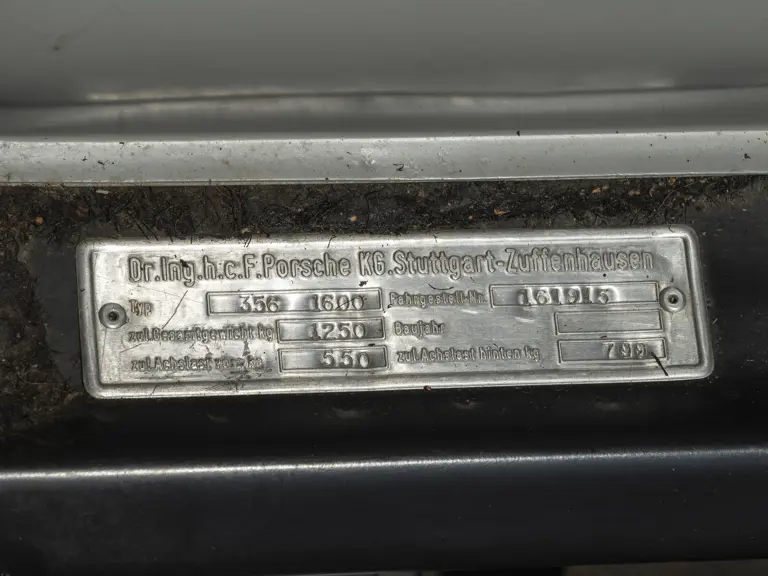 Dr.Ing.h.c.F.Porsche KG.Stuttgart-Zuffenhausen
Typ 356 1600 Fahrgestell-Nr. 161915
zul.Gesamtgewicht kg 1250 Baujahr
zul.Achslast vorn kg 550 zul.Achslast hinten kg 799